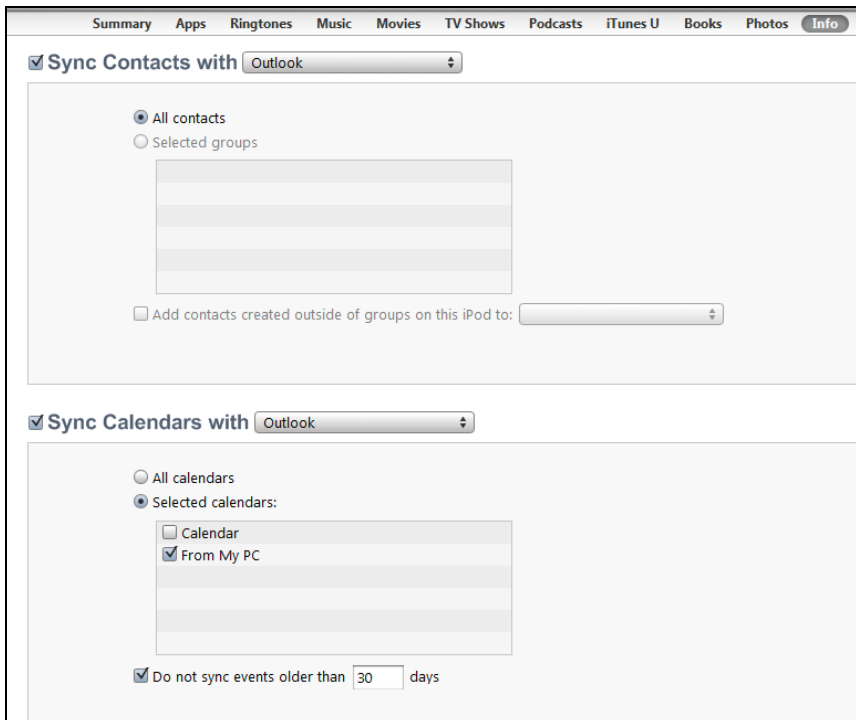 Summary Apps Ringtones Music Movies TV Shows Podcasts iTunes U Books Photos Info
Sync Contacts with Outlook
All contacts
Selected groups
Add contacts created outside of groups on this iPod to:
Sync Calendars with Outlook
All calendars
Selected calendars:
Calendar
From My PC
Do not sync events older than 30 days